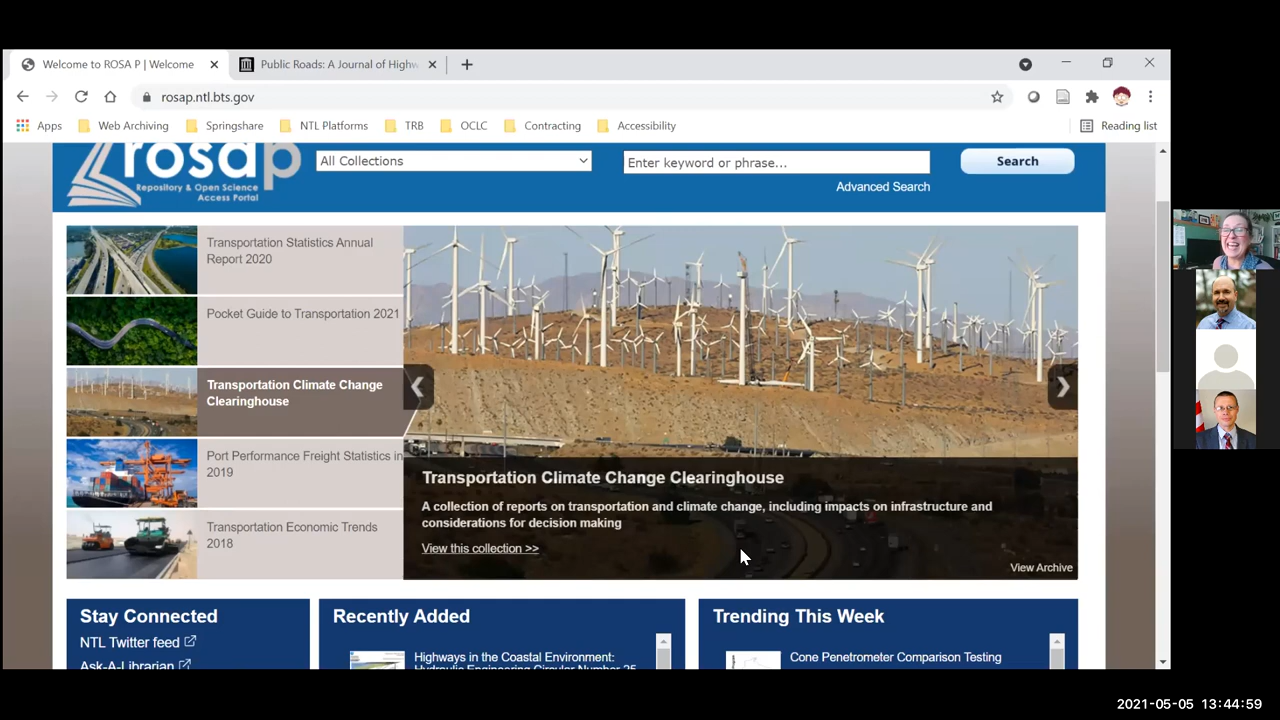 Welcome to ROSA P | Welcome
Public Roads: A Journal of Highw
rosap.ntl.bts.gov
Apps
Web Archiving
Springshare
NTL Platforms
TRB
OCLC
Contracting
Accessibility
Reading list
rosap
Repository & Open Science
Access Portal
All Collections
Enter keyword or phrase...
Search
Advanced Search
Transportation Statistics Annual
Report 2020
Pocket Guide to Transportation 2021
Transportation Climate Change
Clearinghouse
Port Performance Freight Statistics in
2019
Transportation Economic Trends
2018
Transportation Climate Change Clearinghouse
A collection of reports on transportation and climate change, including impacts on infrastructure and
considerations for decision making
View this collection >>
View Archive
Stay Connected
NTL Twitter feed
Ask-A-Librarian
Recently Added
Highways in the Coastal Environment:
Hydraulic Engineering Circular Number 25
Trending This Week
Cone Penetrometer Comparison Testing
2021-05-05 13:44:59